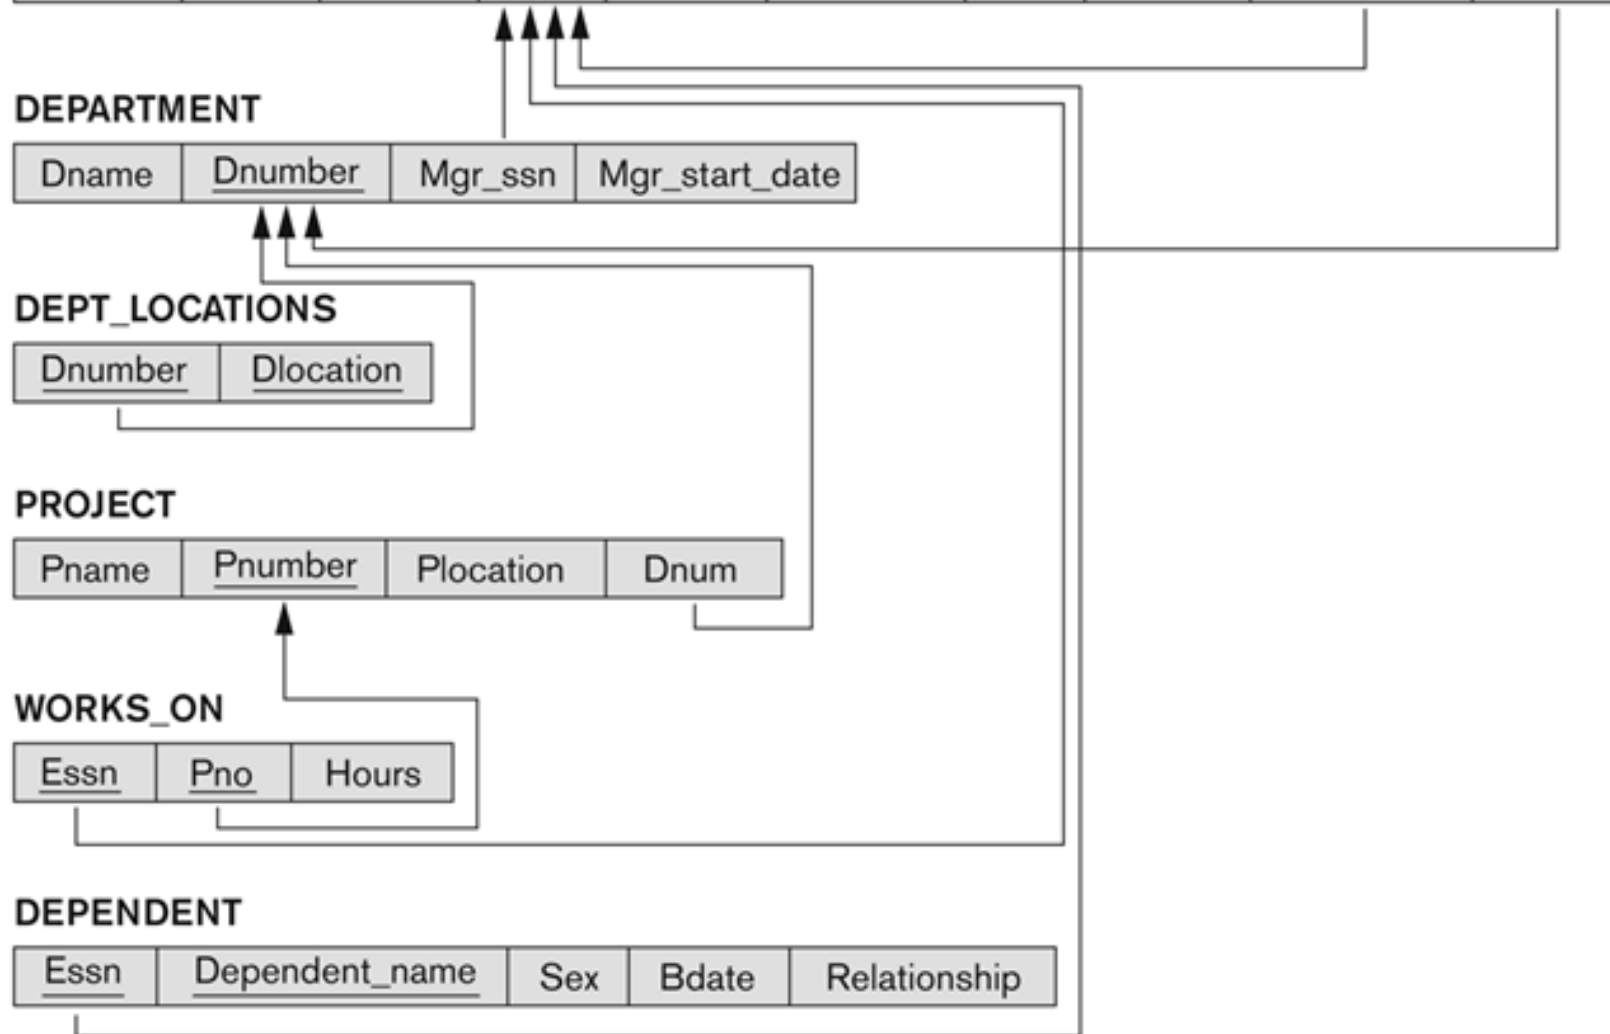 DEPARTMENT
Dname Dnumber Mgr_ssn Mgr_start_date
DEPT_LOCATIONS
Dnumber Dlocation
PROJECT
Pname Pnumber Plocation Dnum
WORKS_ON
Essn Pno Hours
DEPENDENT
Essn Dependent_name Sex Bdate Relationship